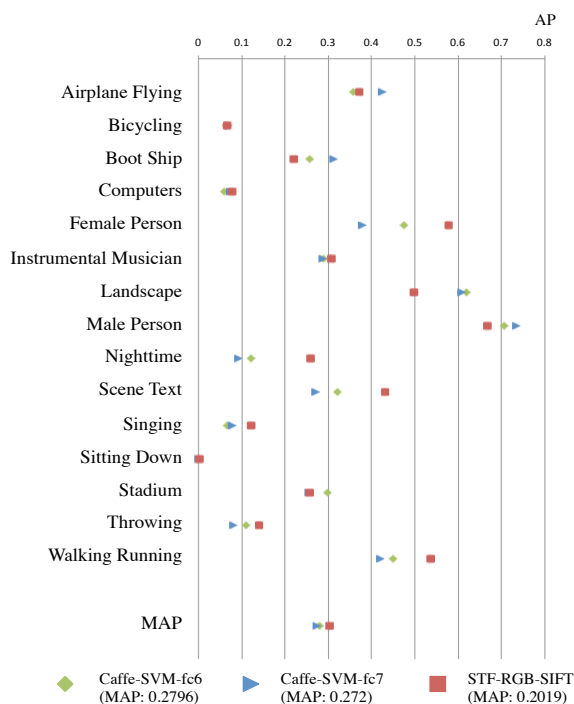 AP
0 0.1 0.2 0.3 0.4 0.5 0.6 0.7 0.8
Airplane Flying
Bicycling
Boot Ship
Computers
Female Person
Instrumental Musician
Landscape
Male Person
Nighttime
Scene Text
Singing
Sitting Down
Stadium
Throwing
Walking Running
MAP
Caffe-SVM-fc6 Caffe-SVM-fc7 STF-RGB-SIFT
(MAP: 0.2796) (MAP: 0.272) (MAP: 0.2019)